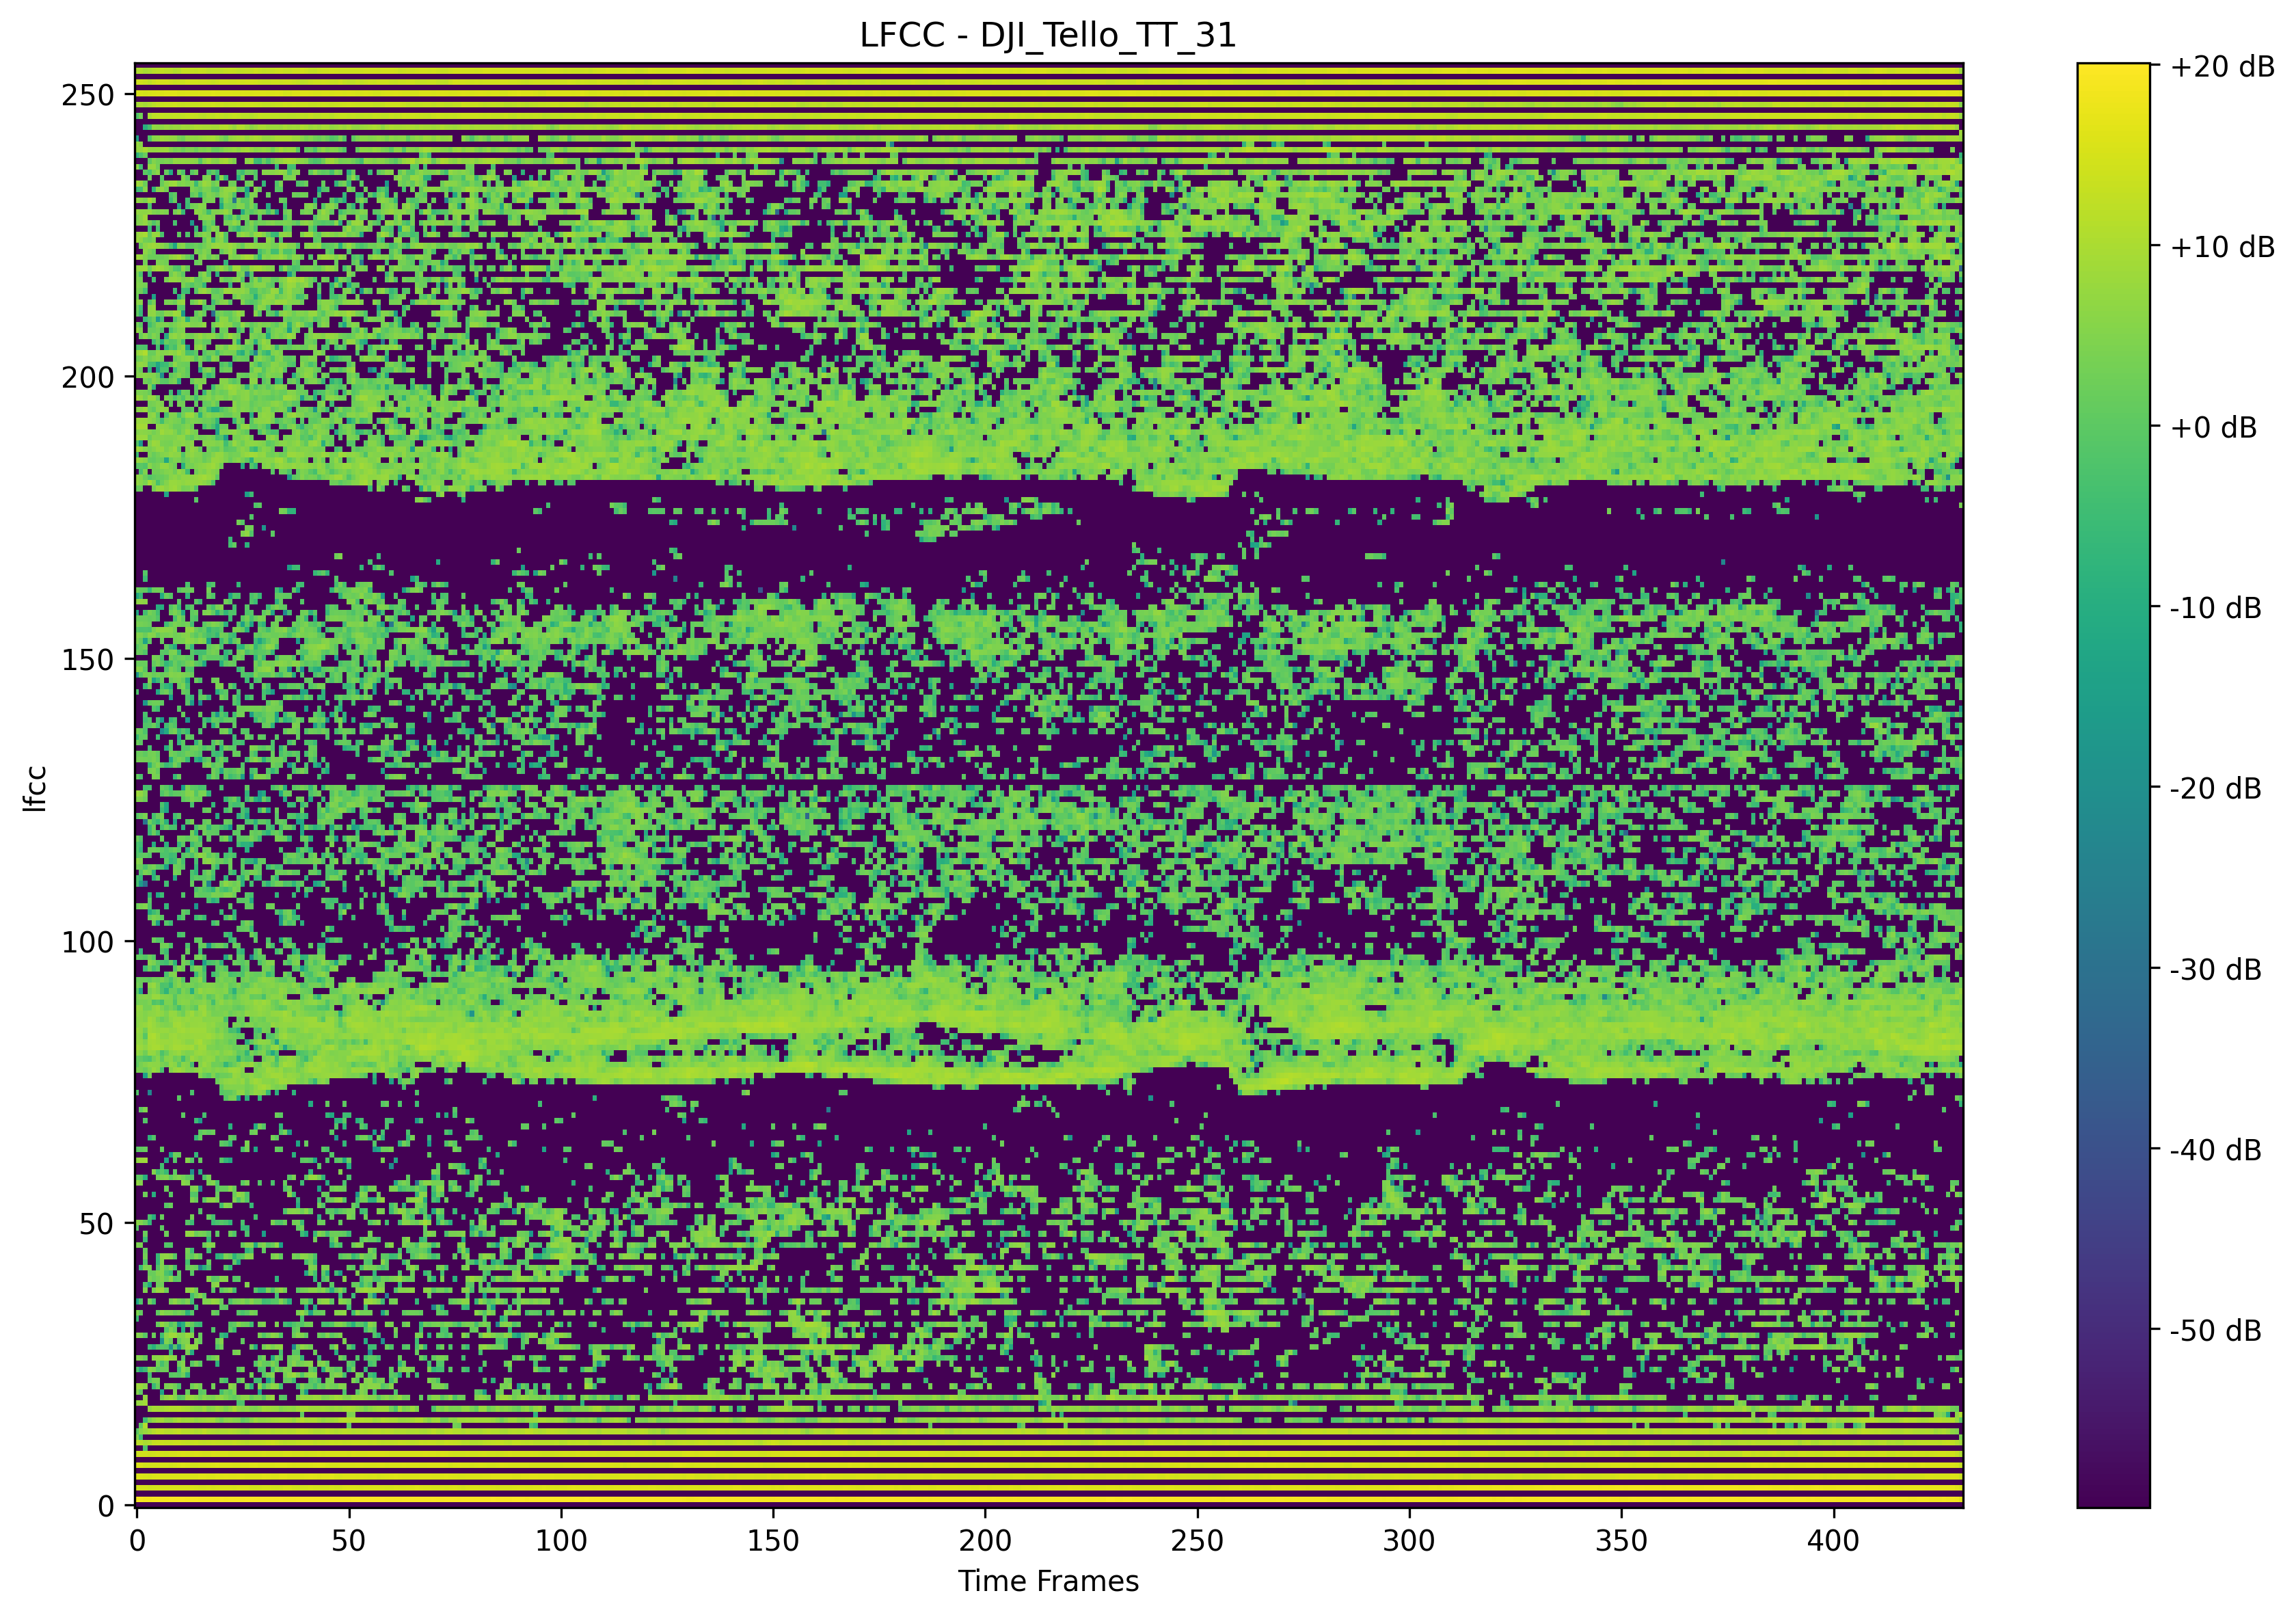 LFCC - DJI_Tello_TT_31
+20 dB
+10 dB
+0 dB
-10 dB
-20 dB
-30 dB
-40 dB
-50 dB
250
200
150
100
50
0
lfcc
0 50 100 150 200 250 300 350 400
Time Frames